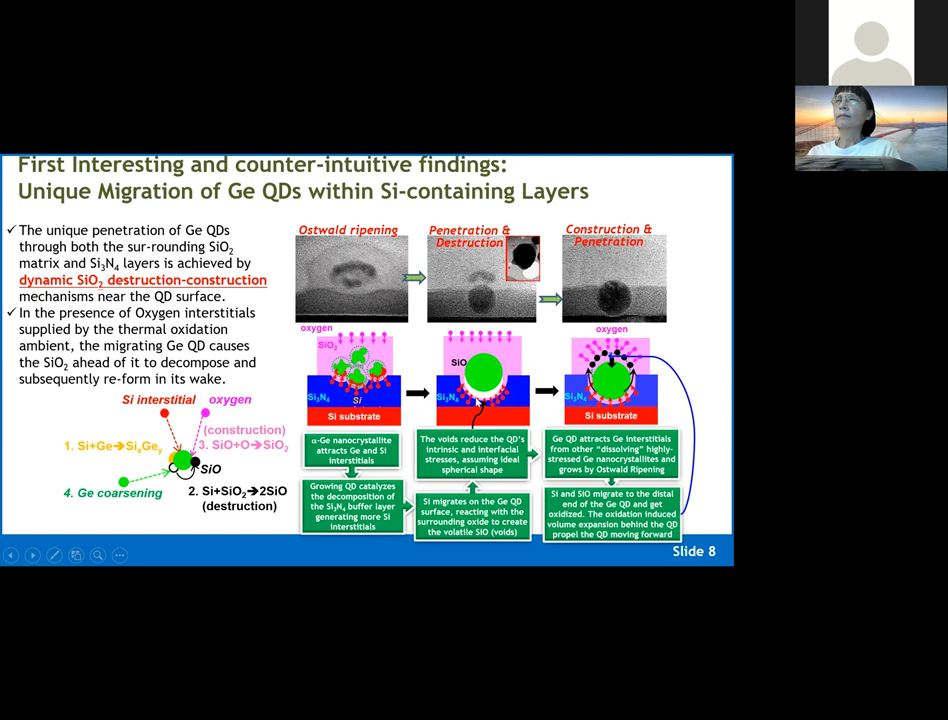 First Interesting and counter-intuitive findings:
Unique Migration of Ge QDs within Si-containing Layers
✓ The unique penetration of Ge QDs
through both the sur-rounding SiO2
matrix and Si3N4 layers is achieved by
dynamic SiO2 destruction-construction
mechanisms near the QD surface.
✓ In the presence of Oxygen interstitials
supplied by the thermal oxidation
ambient, the migrating Ge QD causes
the SiO2 ahead of it to decompose and
subsequently re-form in its wake.
Si interstitial
oxygen
(construction)
1. Si+Ge➔SixGey
3. SiO+O➔SiO2
SiO
4. Ge coarsening
2. Si+SiO2➔2SiO
(destruction)
Ostwald ripening
Penetration &
Destruction
Construction &
Penetration
oxygen
SiO2
Si3N4
Si
Si substrate
SiO
Si3N4
oxygen
Si3N4
Si substrate
α-Ge nanocrystallite
attracts Ge and Si
interstitials
Growing QD catalyzes
the decomposition of
the Si3N4 buffer layer
generating more Si
interstitials
The voids reduce the QD's
intrinsic and interfacial
stresses, assuming ideal
spherical shape
Si migrates on the Ge QD
surface, reacting with the
surrounding oxide to create
the volatile SiO (voids)
Ge QD attracts Ge interstitials
from other "dissolving" highly-
stressed Ge nanocrystallites and
grows by Ostwald Ripening
Si and SiO migrate to the distal
end of the Ge QD and get
oxidized. The oxidation induced
volume expansion behind the QD
propel the QD moving forward
Slide 8